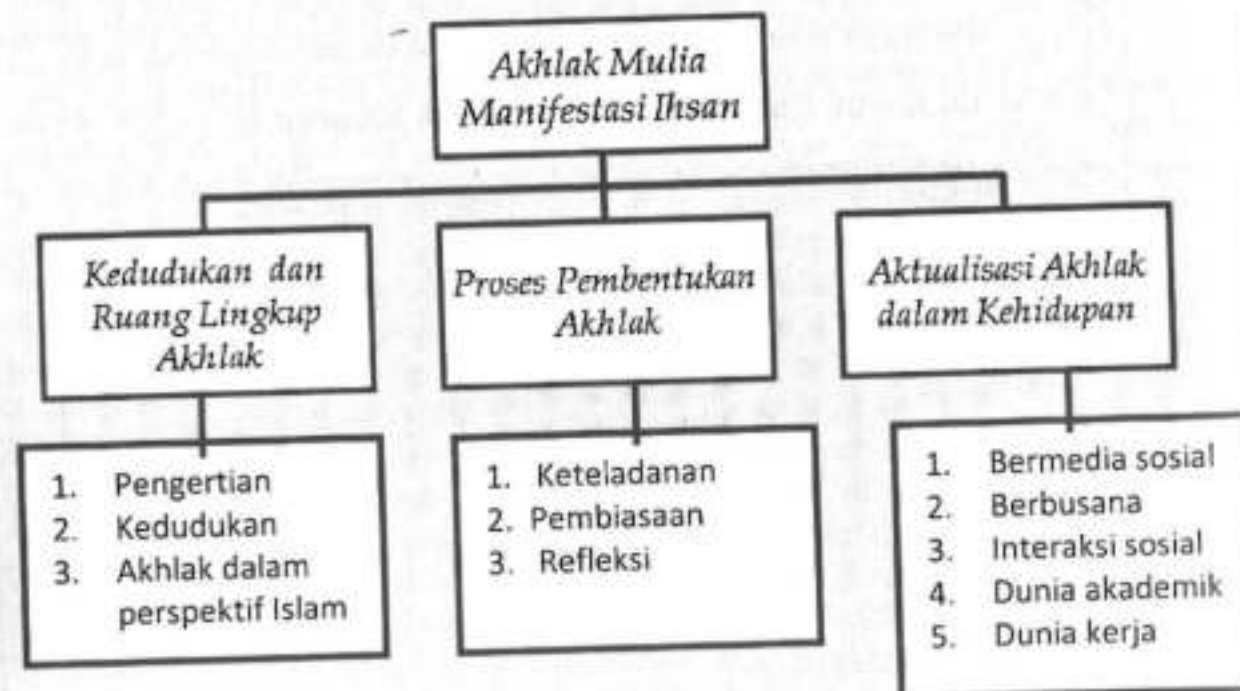 Akhlak Mulia
Manifestasi Ihsan
Kedudukan dan
Ruang Lingkup
Akhlak
Proses Pembentukan
Akhlak
Aktualisasi Akhlak
dalam Kehidupan
1. Pengertian
2. Kedudukan
3. Akhlak dalam
perspektif Islam
1. Keteladanan
2. Pembiasaan
3. Refleksi
1. Bermedia sosial
2. Berbusana
3. Interaksi sosial
4. Dunia akademik
5. Dunia kerja